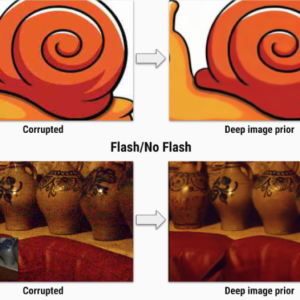 Corrupted
Deep image prior
Flash/No Flash
Corrupted
Deep image prior